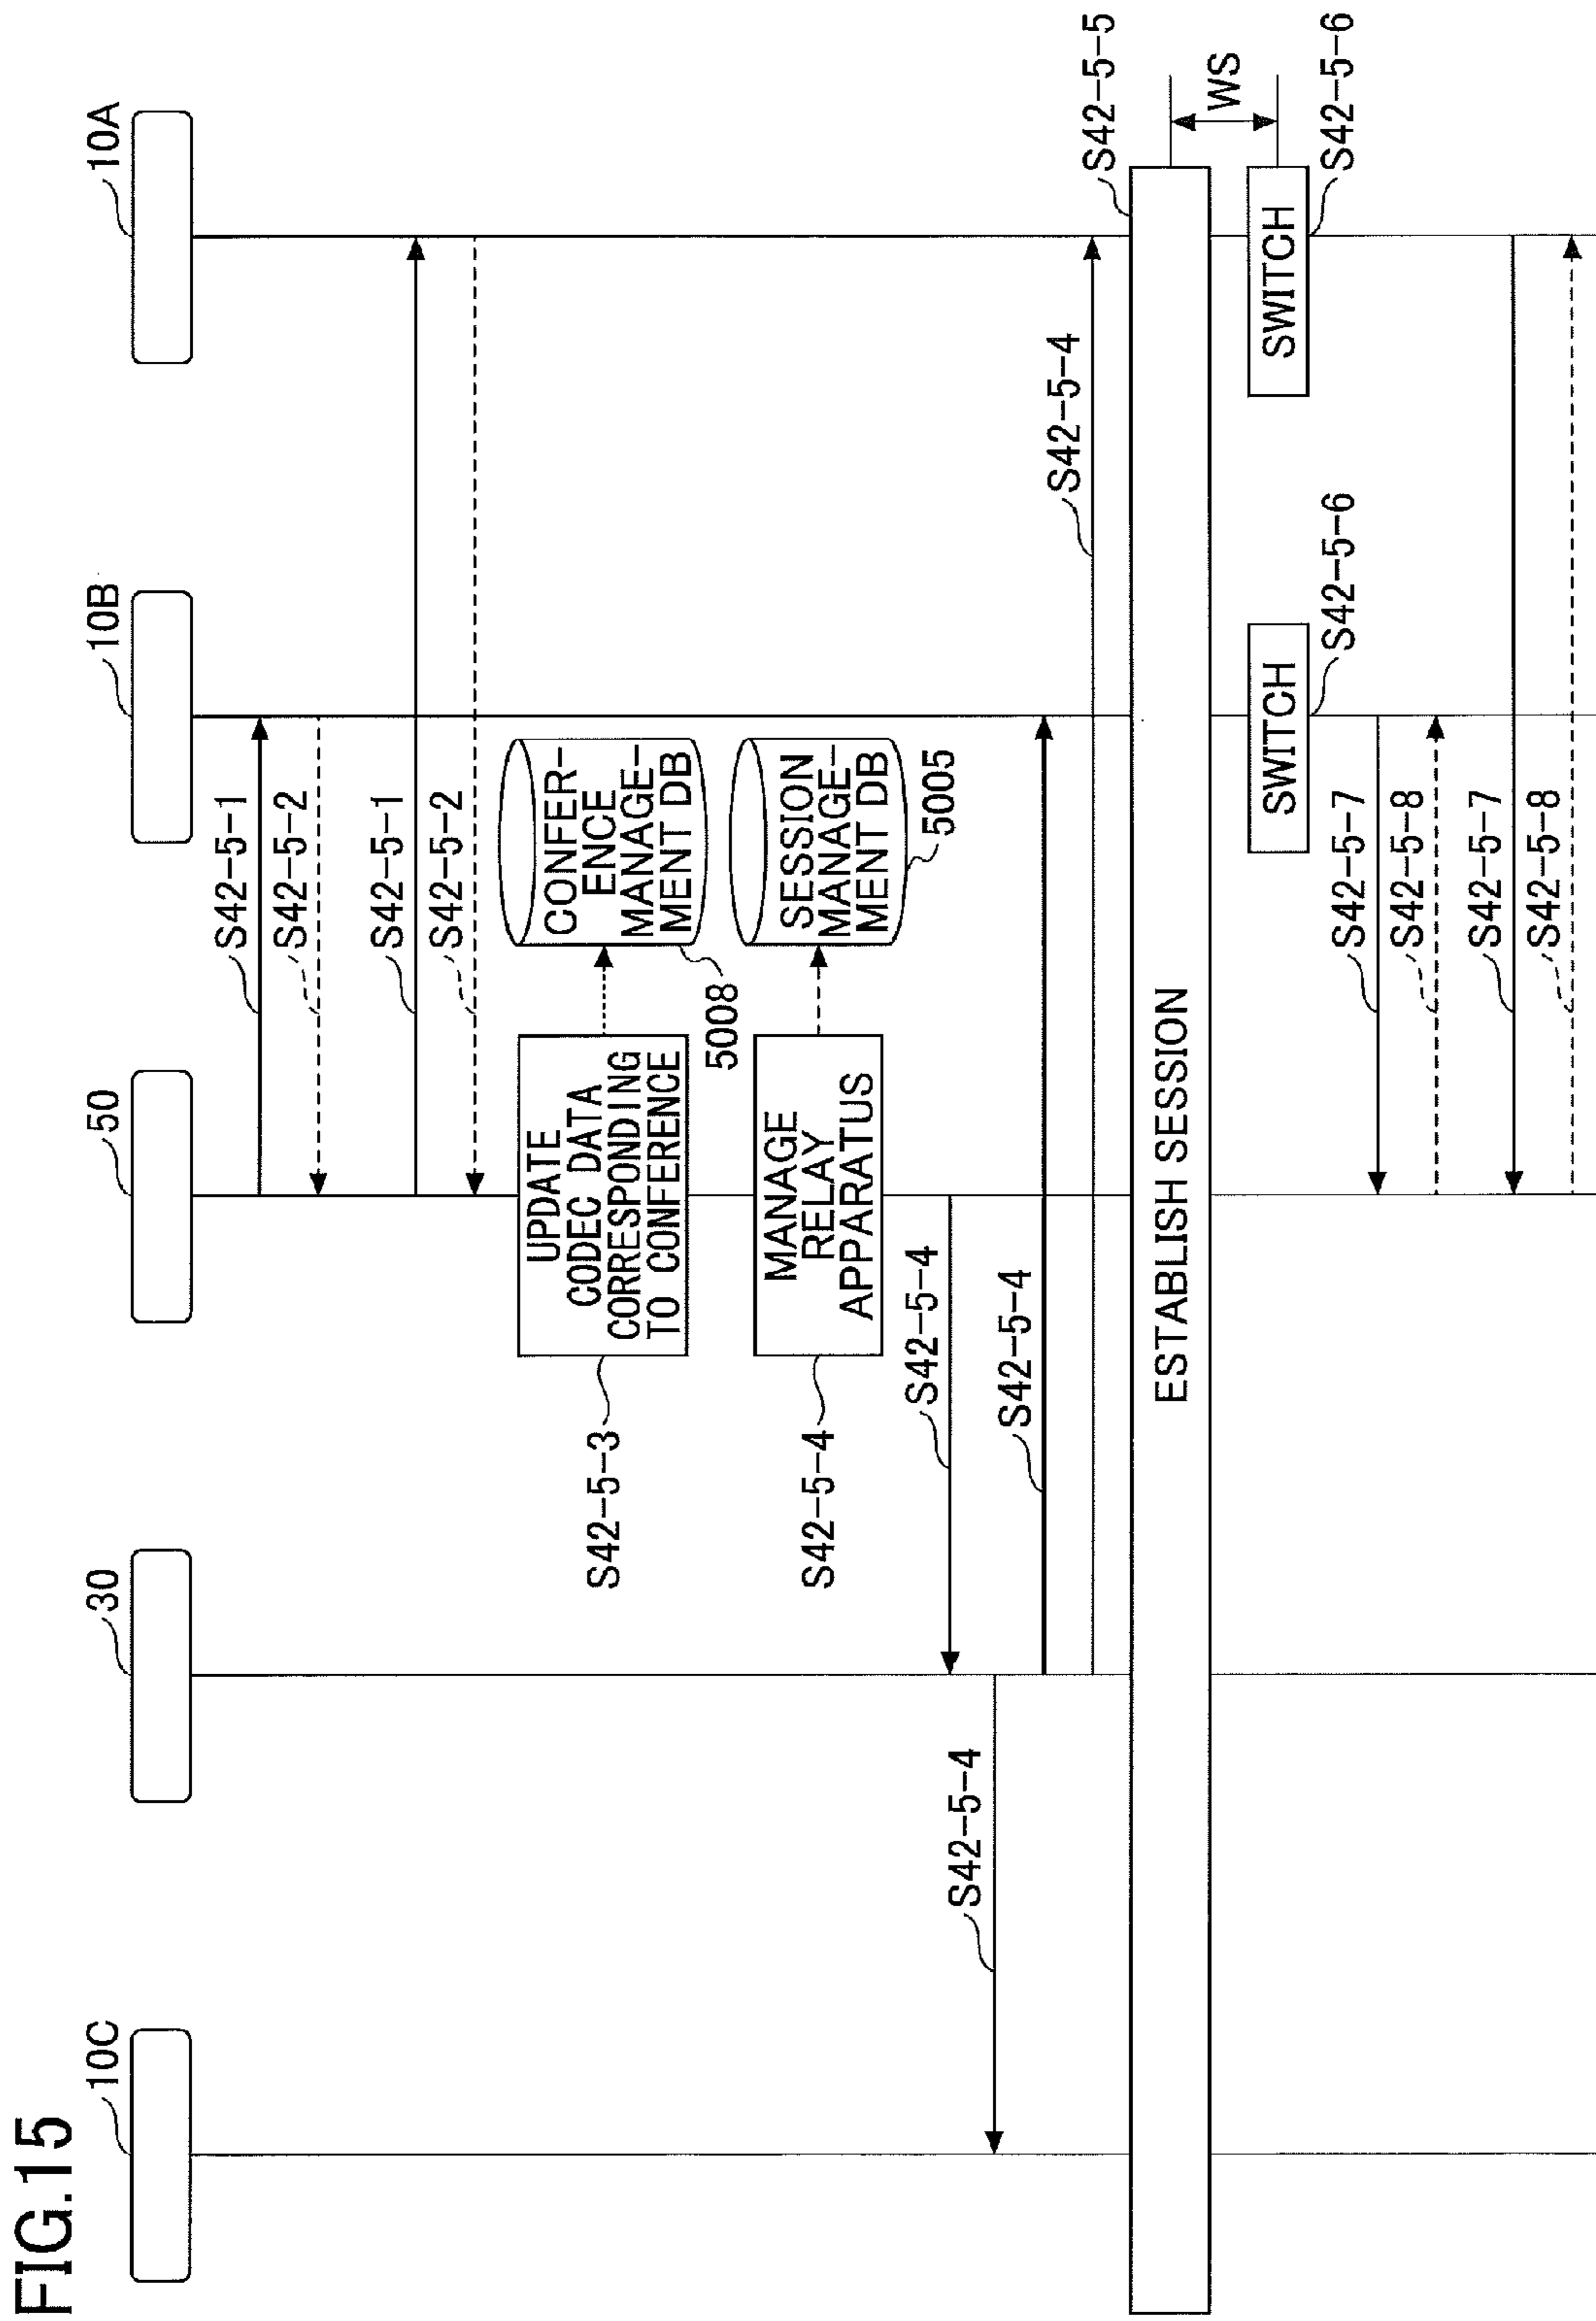 FIG.15
10C
30
50
10B
10A
S42-5-1
S42-5-2
S42-5-1
S42-5-2
S42-5-3
UPDATE
CODEC DATA
CORRESPONDING
TO CONFERENCE
5008
CONFER-
ENCE
MANAGE-
MENT DB
S42-5-4
MANAGE
RELAY
APPARATUS
SESSION
MANAGE-
MENT DB
5005
S42-5-4
S42-5-4
S42-5-4
S42-5-4
ESTABLISH SESSION
S42-5-5
WS
SWITCH
S42-5-6
SWITCH
S42-5-6
S42-5-7
S42-5-8
S42-5-7
S42-5-8